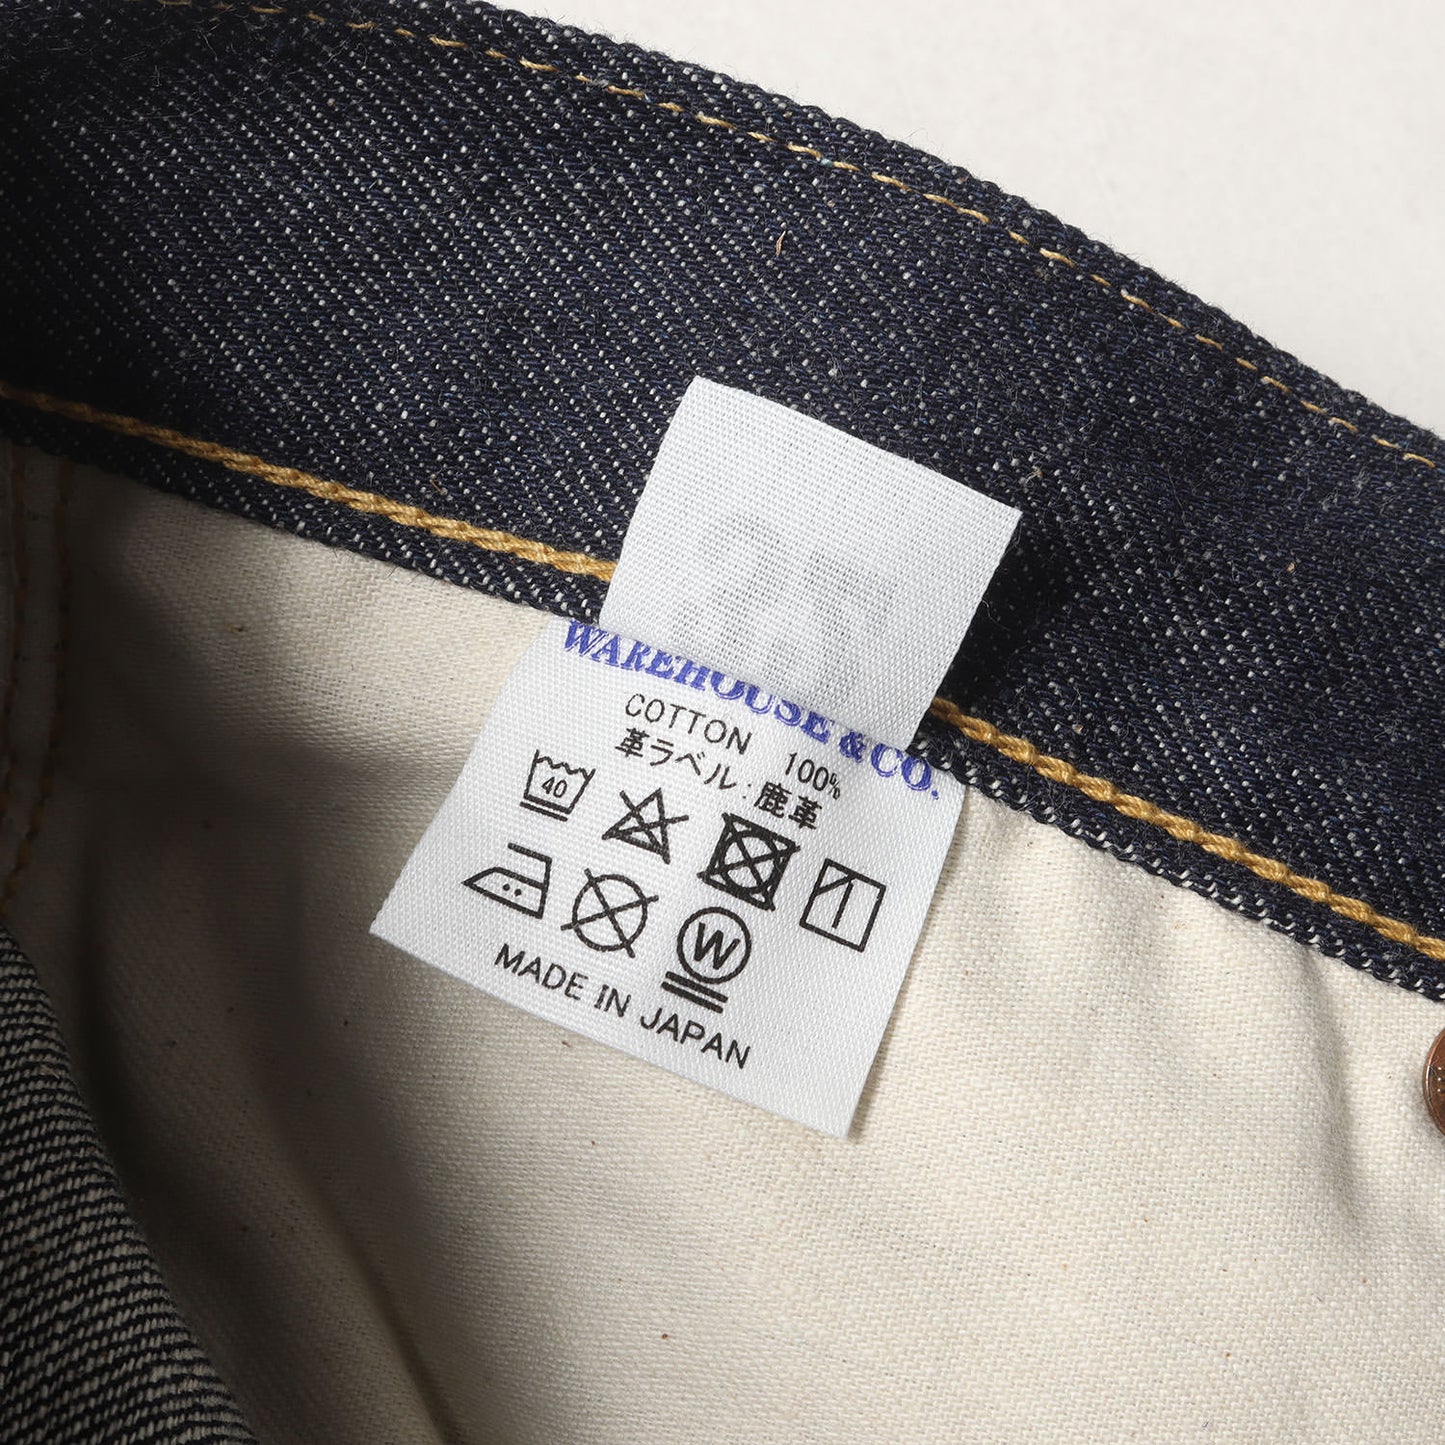 WAREHOUSE & CO.
COTTON 100%
革ラベル:鹿革
40
W
MADE IN JAPAN